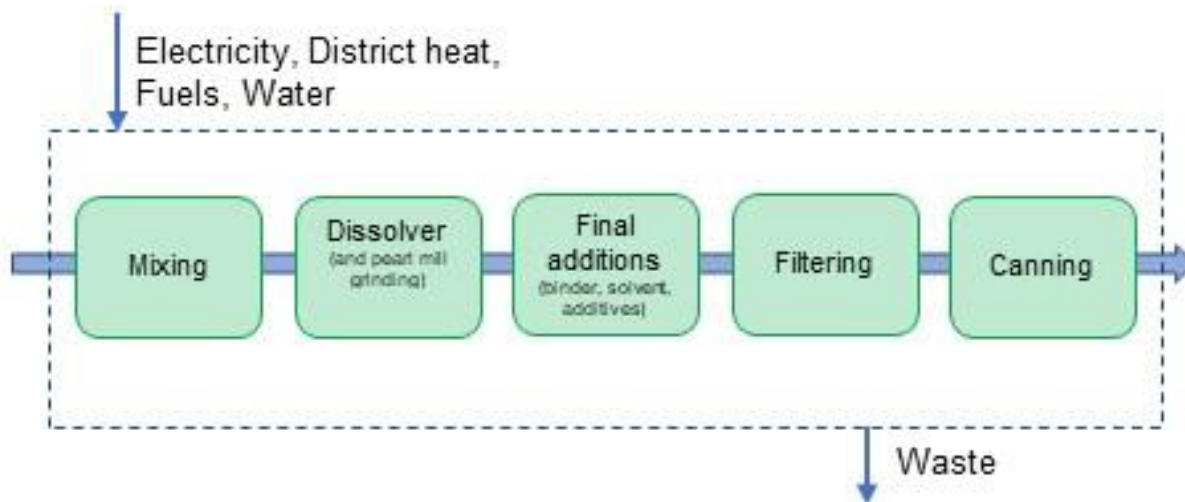 Electricity, District heat,
Fuels, Water
Mixing
Dissolver
(and pearl mill
grinding)
Final
additions
(binder, solvent,
additives)
Filtering
Canning
Waste